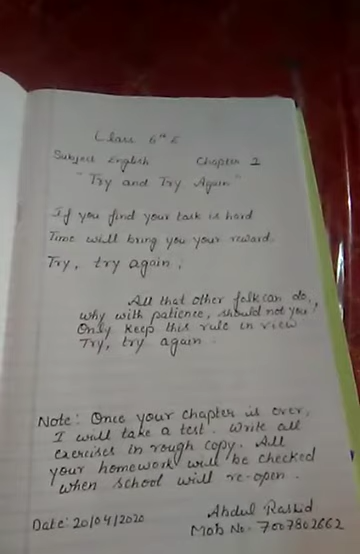 Class 6th E
Subject English Chapter 1
"Try and Try Again"
If you find your task is hard
Time will bring you your reward.
Try, try again;
All that other folk can do,
why with patience, should not you?
Only keep this rule in view
Try, try again.
Note: Once your chapter is over,
I will take a test. Write all
exercises in rough copy. All
your homework will be checked
when school will re-open.
Date: 20/04/2020 Abdul Rashid
Mob No: 7007802662